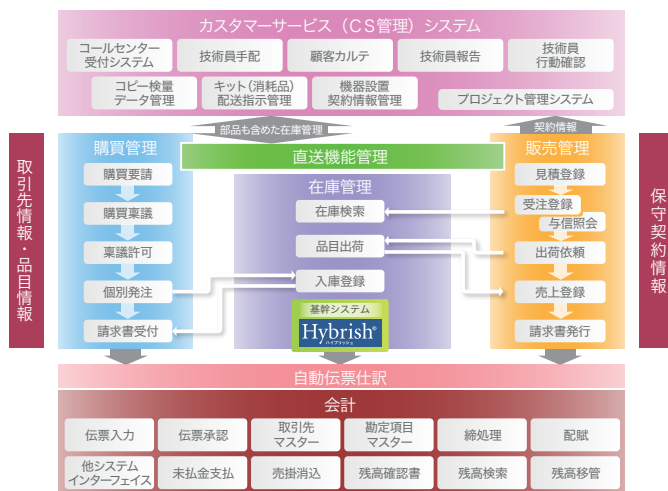 カスタマーサービス（ＣＳ管理）システム
コールセンター
受付システム
技術員手配
顧客カルテ
技術員報告
技術員
行動確認
コピー検量
データ管理
キット（消耗品）
配送指示管理
機器設置
契約情報管理
プロジェクト管理システム
部品も含めた在庫管理
契約情報
取引先情報・品目情報
購買管理
購買要請
購買稟議
稟議許可
個別発注
請求書受付
直送機能管理
在庫管理
在庫検索
品目出荷
入庫登録
基幹システム
Hybrish®
ハイブリッシュ
販売管理
見積登録
受注登録
与信照会
出荷依頼
売上登録
請求書発行
保守契約情報
自動伝票仕訳
会計
伝票入力
伝票承認
取引先
マスター
勘定項目
マスター
締処理
配賦
他システム
インターフェイス
未払金支払
売掛消込
残高確認書
残高検索
残高移管